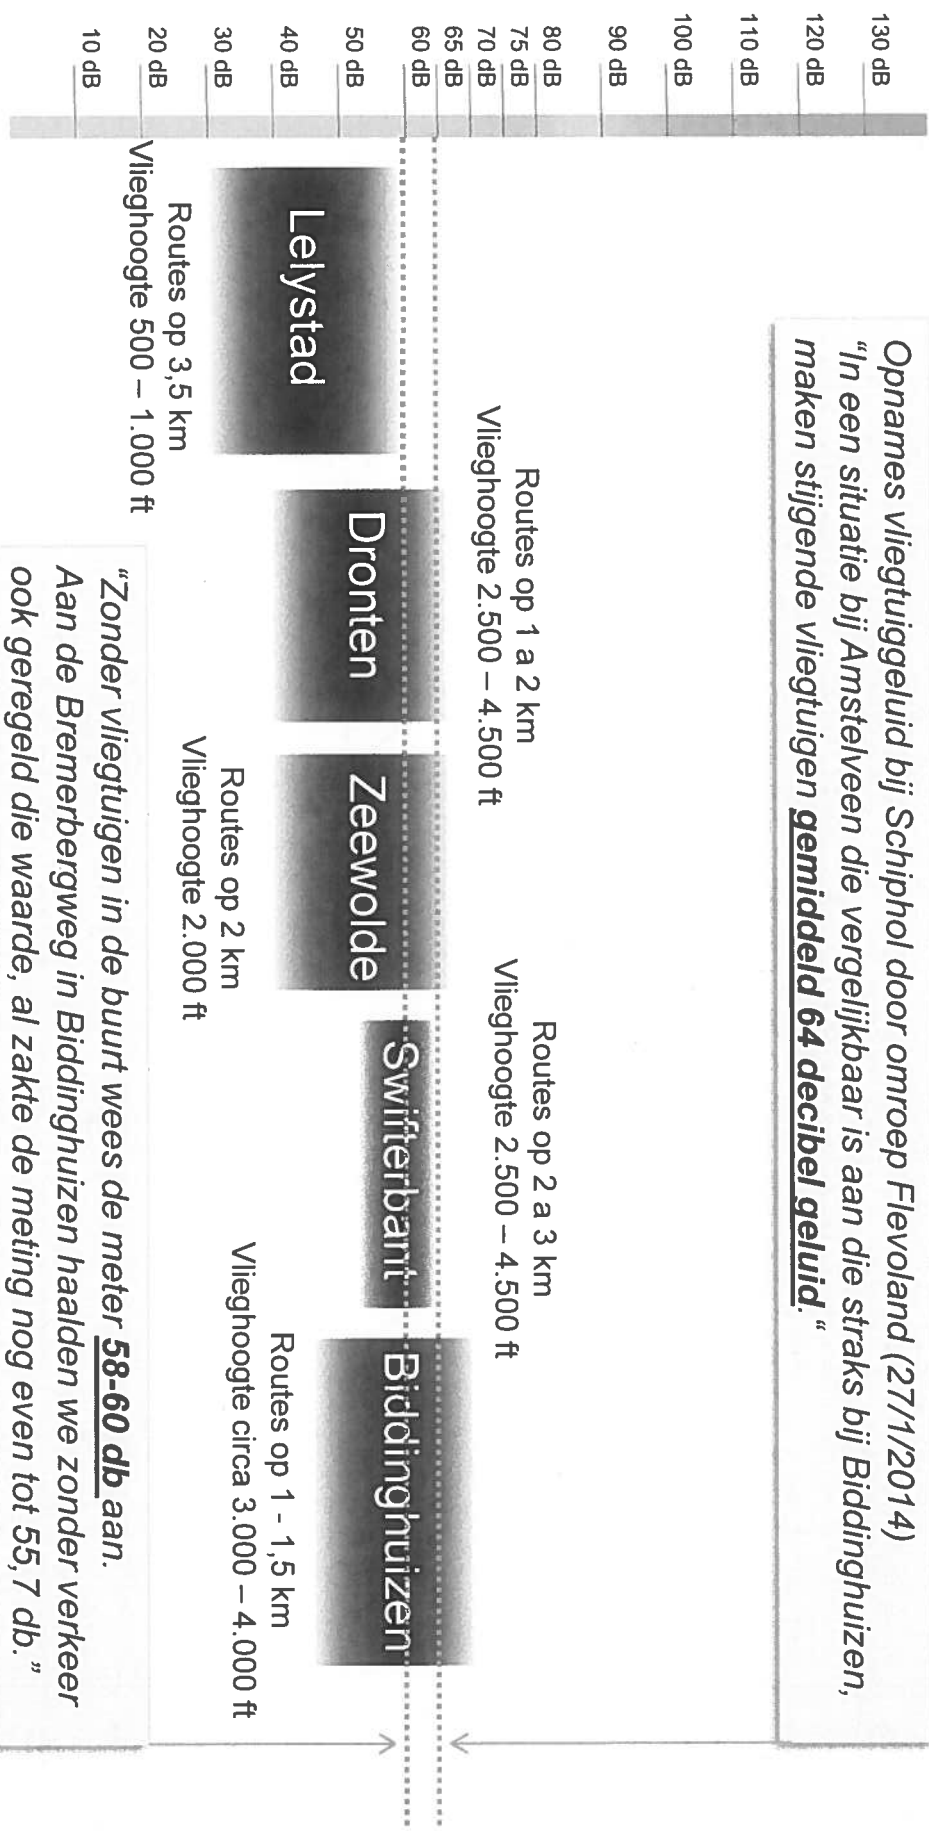 Opnames vliegtuiggeluid bij Schiphol door omroep Flevoland (27/1/2014)
“In een situatie bij Amstelveen die vergelijkbaar is aan die straks bij Biddinghuizen,
maken stijgende vliegtuigen gemiddeld 64 decibel geluid.“
130 dB
120 dB
110 dB
100 dB
90 dB
80 dB
75 dB
70 dB
65 dB
60 dB
50 dB
40 dB
30 dB
20 dB
10 dB
Routes op 1 a 2 km
Vlieghoogte 2.500 – 4.500 ft
Routes op 2 a 3 km
Vlieghoogte 2.500 – 4.500 ft
Lelystad
Dronten
Zeewolde
Swifterbant
Biddinghuizen
Routes op 3,5 km
Vlieghoogte 500 – 1.000 ft
Routes op 2 km
Vlieghoogte 2.000 ft
Routes op 1 - 1,5 km
Vlieghoogte circa 3.000 – 4.000 ft
“Zonder vliegtuigen in de buurt wees de meter 58-60 db aan.
Aan de Bremerbergweg in Biddinghuizen haalden we zonder verkeer
ook geregeld die waarde, al zakte de meting nog even tot 55,7 db.”